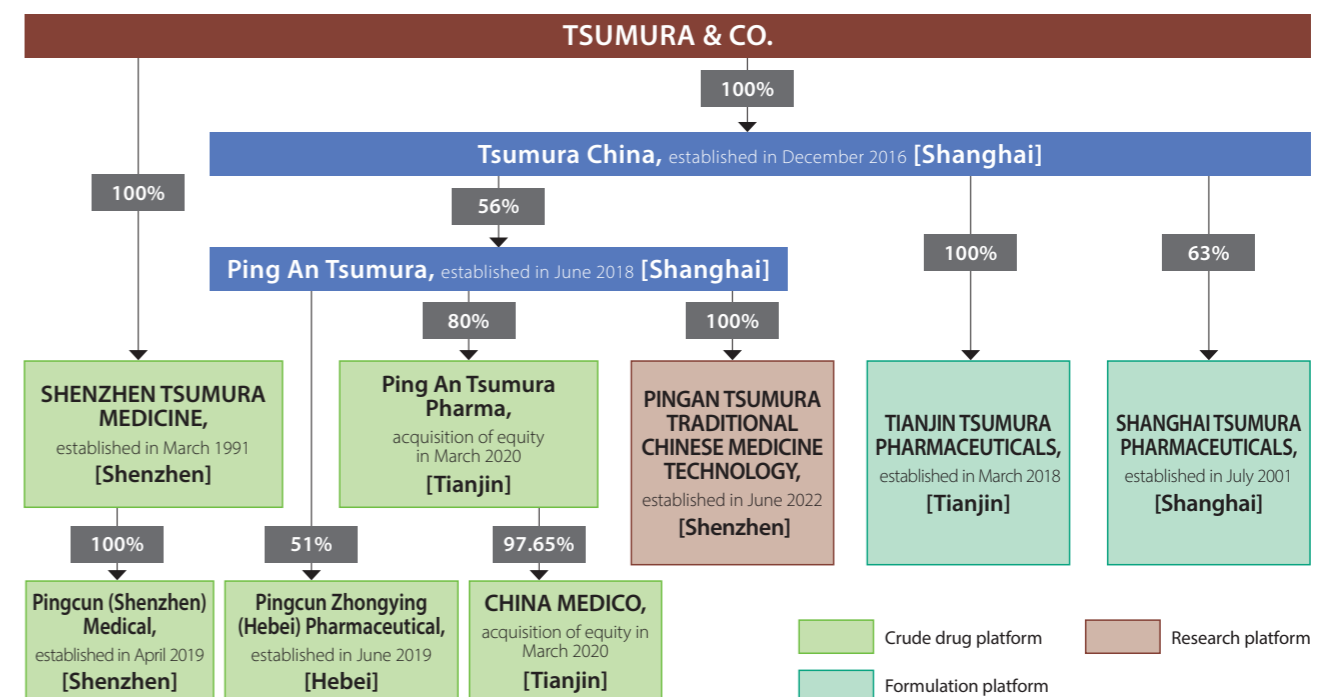 TSUMURA & CO.
100%
Tsumura China, established in December 2016 [Shanghai]
100%
56%
100%
63%
Ping An Tsumura, established in June 2018 [Shanghai]
80%
100%
SHENZHEN TSUMURA
MEDICINE,
established in March 1991
[Shenzhen]
Ping An Tsumura
Pharma,
acquisition of equity
in March 2020
[Tianjin]
PINGAN TSUMURA
TRADITIONAL
CHINESE MEDICINE
TECHNOLOGY,
established in June 2022
[Shenzhen]
TIANJIN TSUMURA
PHARMACEUTICALS,
established in March 2018
[Tianjin]
SHANGHAI TSUMURA
PHARMACEUTICALS,
established in July 2001
[Shanghai]
100%
51%
97.65%
Pingcun (Shenzhen)
Medical,
established in April 2019
[Shenzhen]
Pingcun Zhongying
(Hebei) Pharmaceutical,
established in June 2019
[Hebei]
CHINA MEDICO,
acquisition of equity in
March 2020
[Tianjin]
Crude drug platform
Research platform
Formulation platform